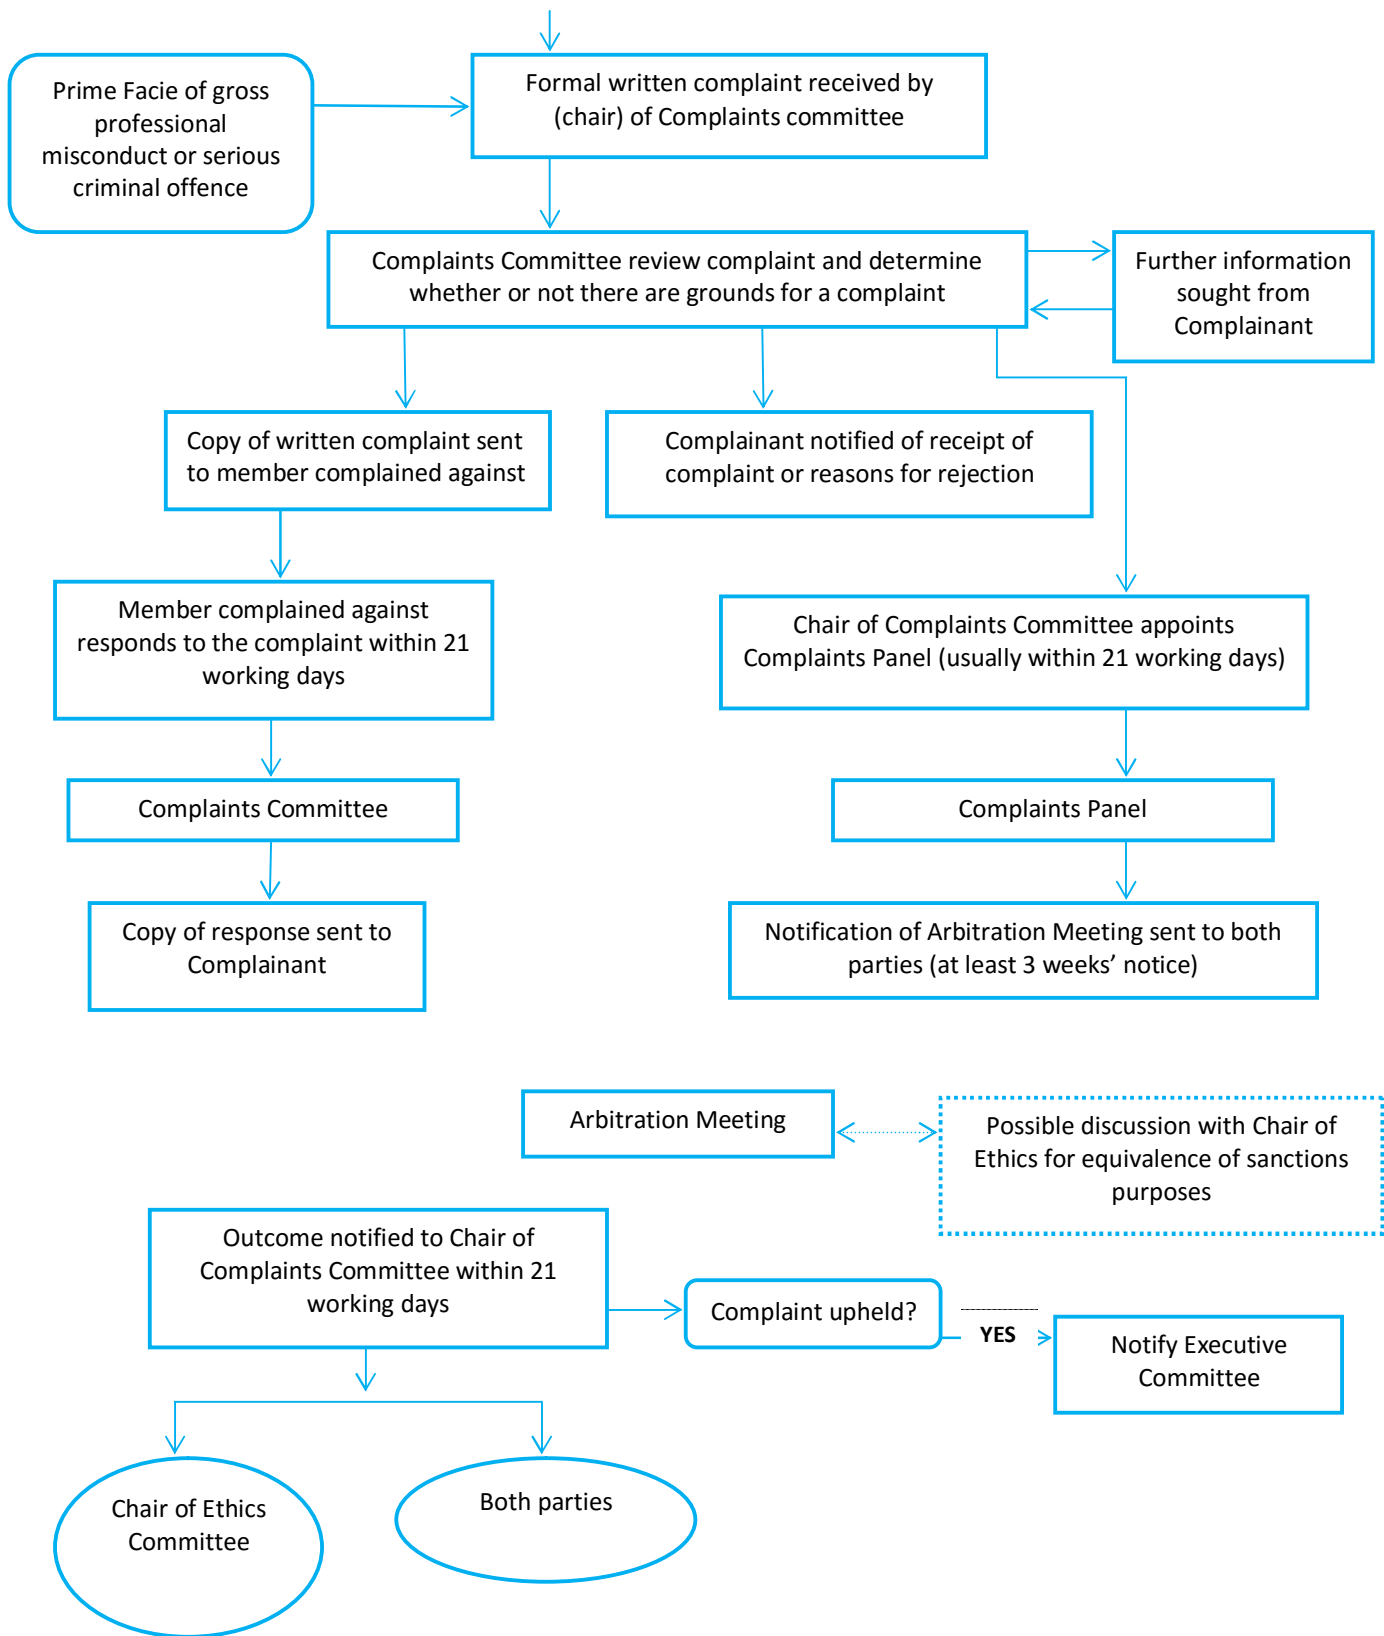 Prime Facie of gross
professional
misconduct or serious
criminal offence
Formal written complaint received by
(chair) of Complaints committee
Complaints Committee review complaint and determine
whether or not there are grounds for a complaint
Further information
sought from
Complainant
Copy of written complaint sent
to member complained against
Complainant notified of receipt of
complaint or reasons for rejection
Member complained against
responds to the complaint within 21
working days
Chair of Complaints Committee appoints
Complaints Panel (usually within 21 working days)
Complaints Committee
Complaints Panel
Copy of response sent to
Complainant
Notification of Arbitration Meeting sent to both
parties (at least 3 weeks’ notice)
Arbitration Meeting
Possible discussion with Chair of
Ethics for equivalence of sanctions
purposes
Outcome notified to Chair of
Complaints Committee within 21
working days
Complaint upheld?
YES
Notify Executive
Committee
Chair of Ethics
Committee
Both parties